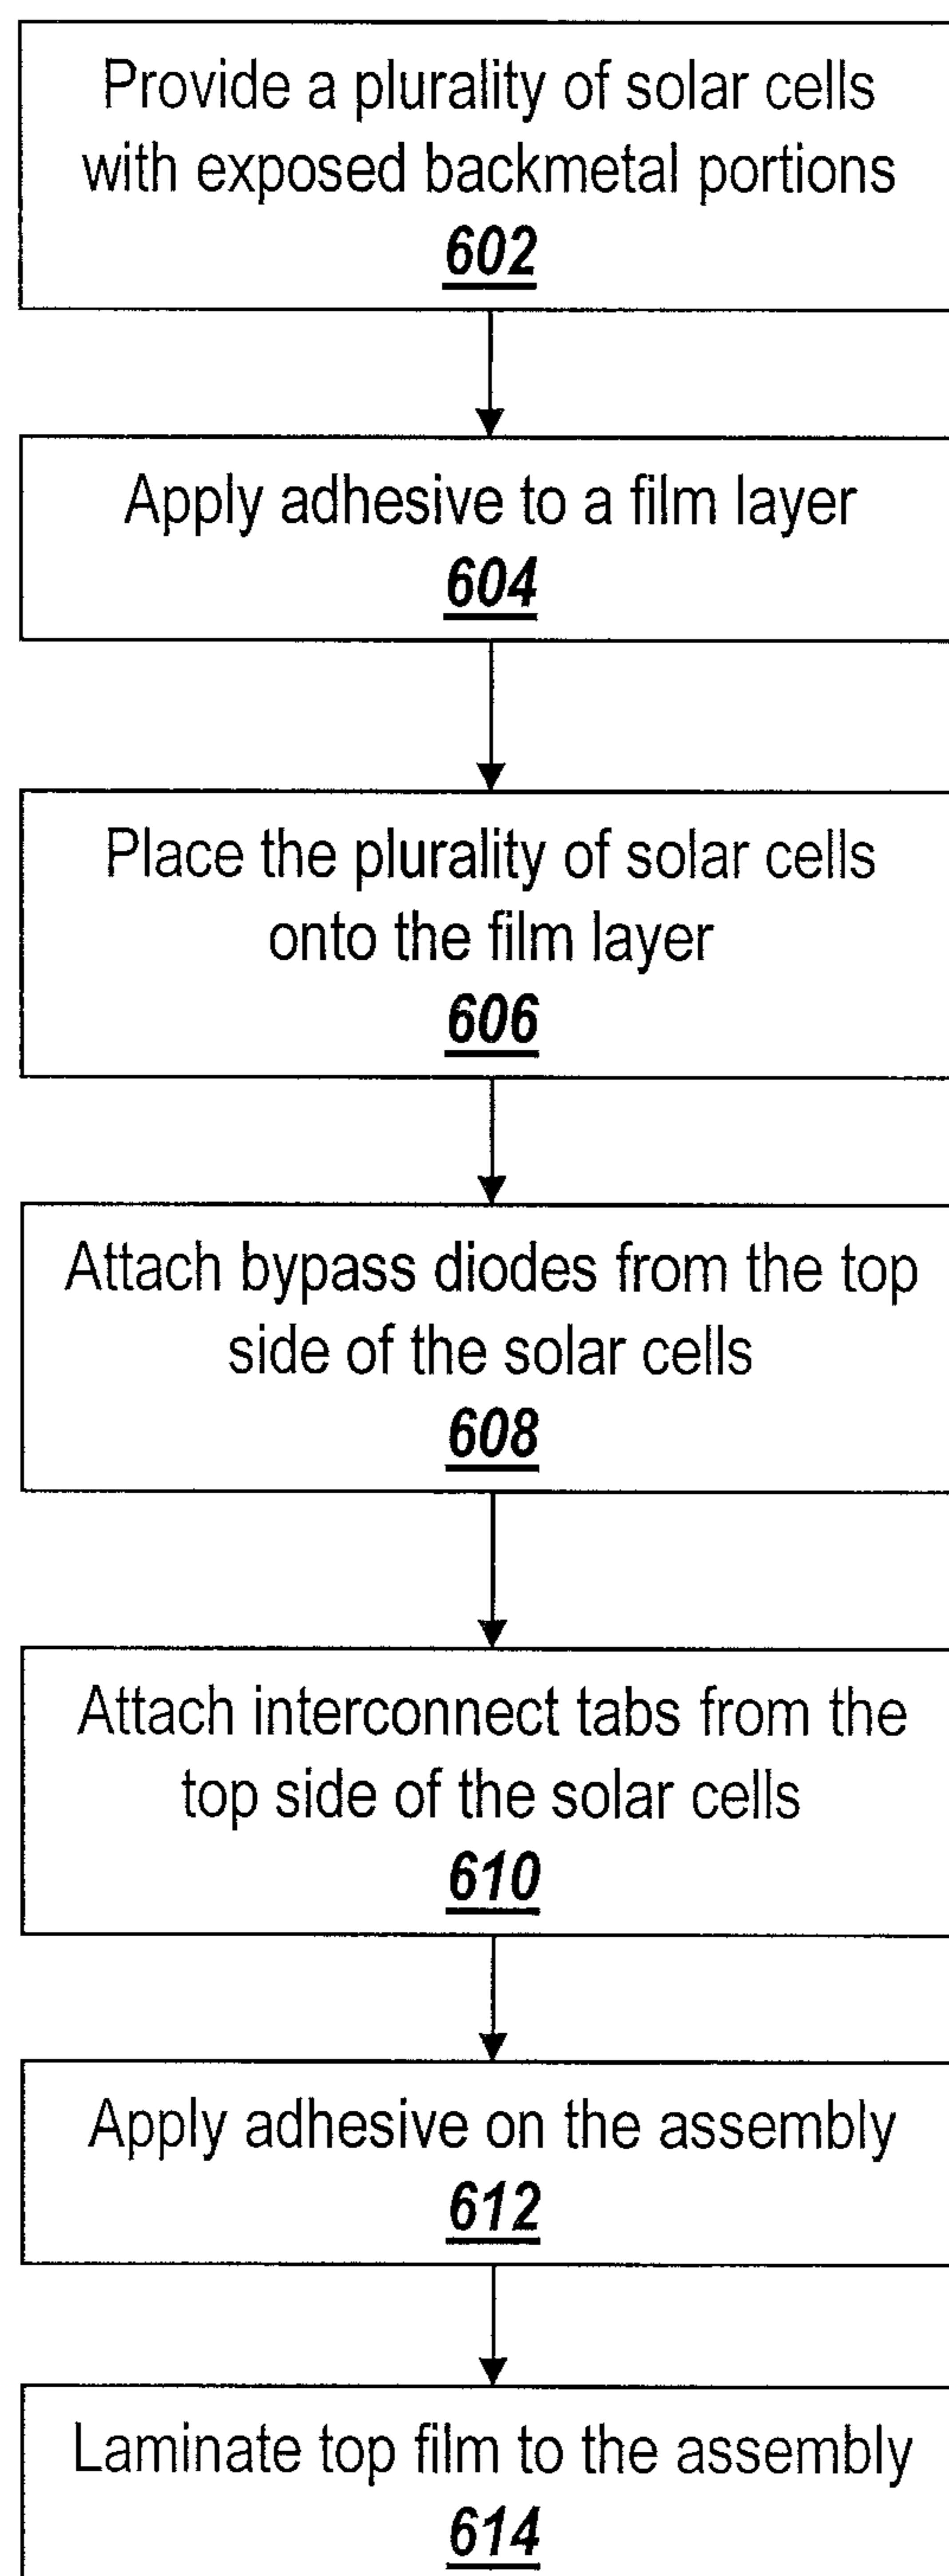 Provide a plurality of solar cells
with exposed backmetal portions
602
Apply adhesive to a film layer
604
Place the plurality of solar cells
onto the film layer
606
Attach bypass diodes from the top
side of the solar cells
608
Attach interconnect tabs from the
top side of the solar cells
610
Apply adhesive on the assembly
612
Laminate top film to the assembly
614